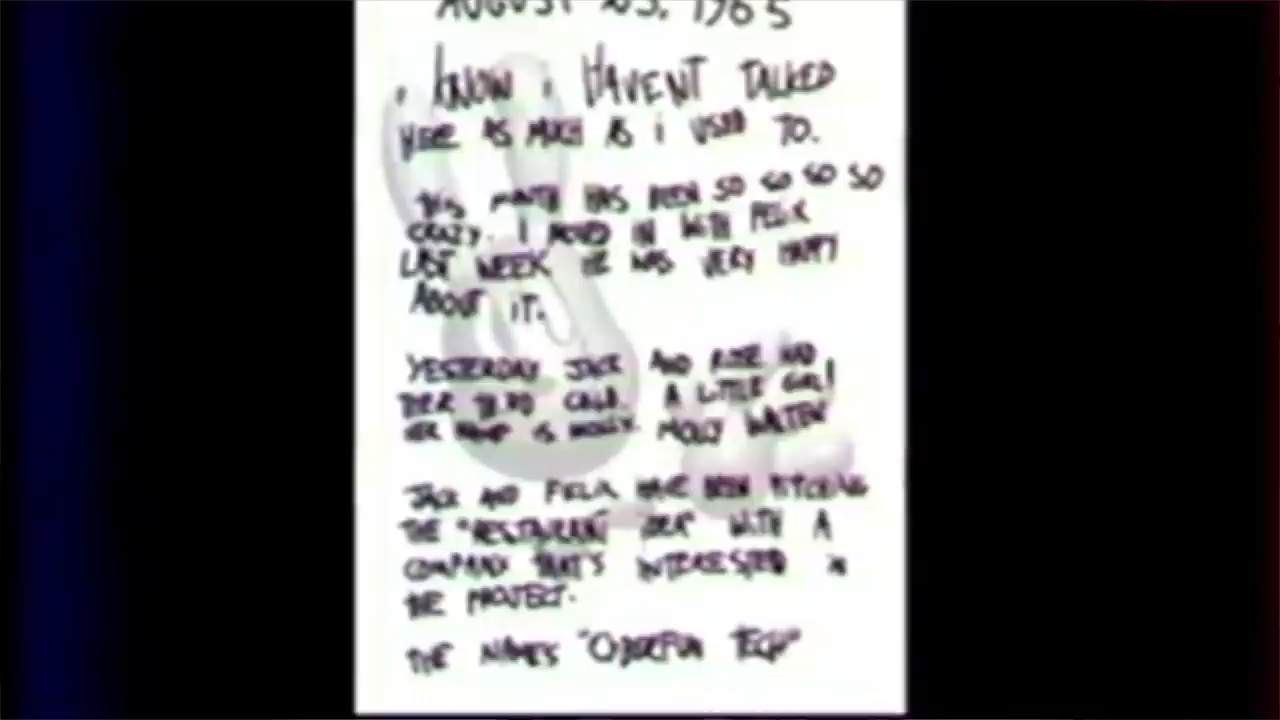 AUGUST 23, 1965
i KNOW i HAVENT TALKED
HERE AS MUCH AS i USED TO.
THIS MONTH HAS BEEN SO SO SO SO
CRAZY. I MOVED IN WITH FELIX
LAST WEEK. HE WAS VERY HAPPY
ABOUT iT.
YESTERDAY JACK AND ROSE HAD
THEIR THIRD CHILD. A LITTLE GIRL!
HER NAME iS MOLLY. MOLLY WALTEN
JACK AND FELIX HAVE BEEN PITCHING
THE "RESTAURANT IDEA" WITH A
COMPANY THAT'S INTERESTED IN
THE PROJECT.
THE NAME'S "CYBERFUN TECH"